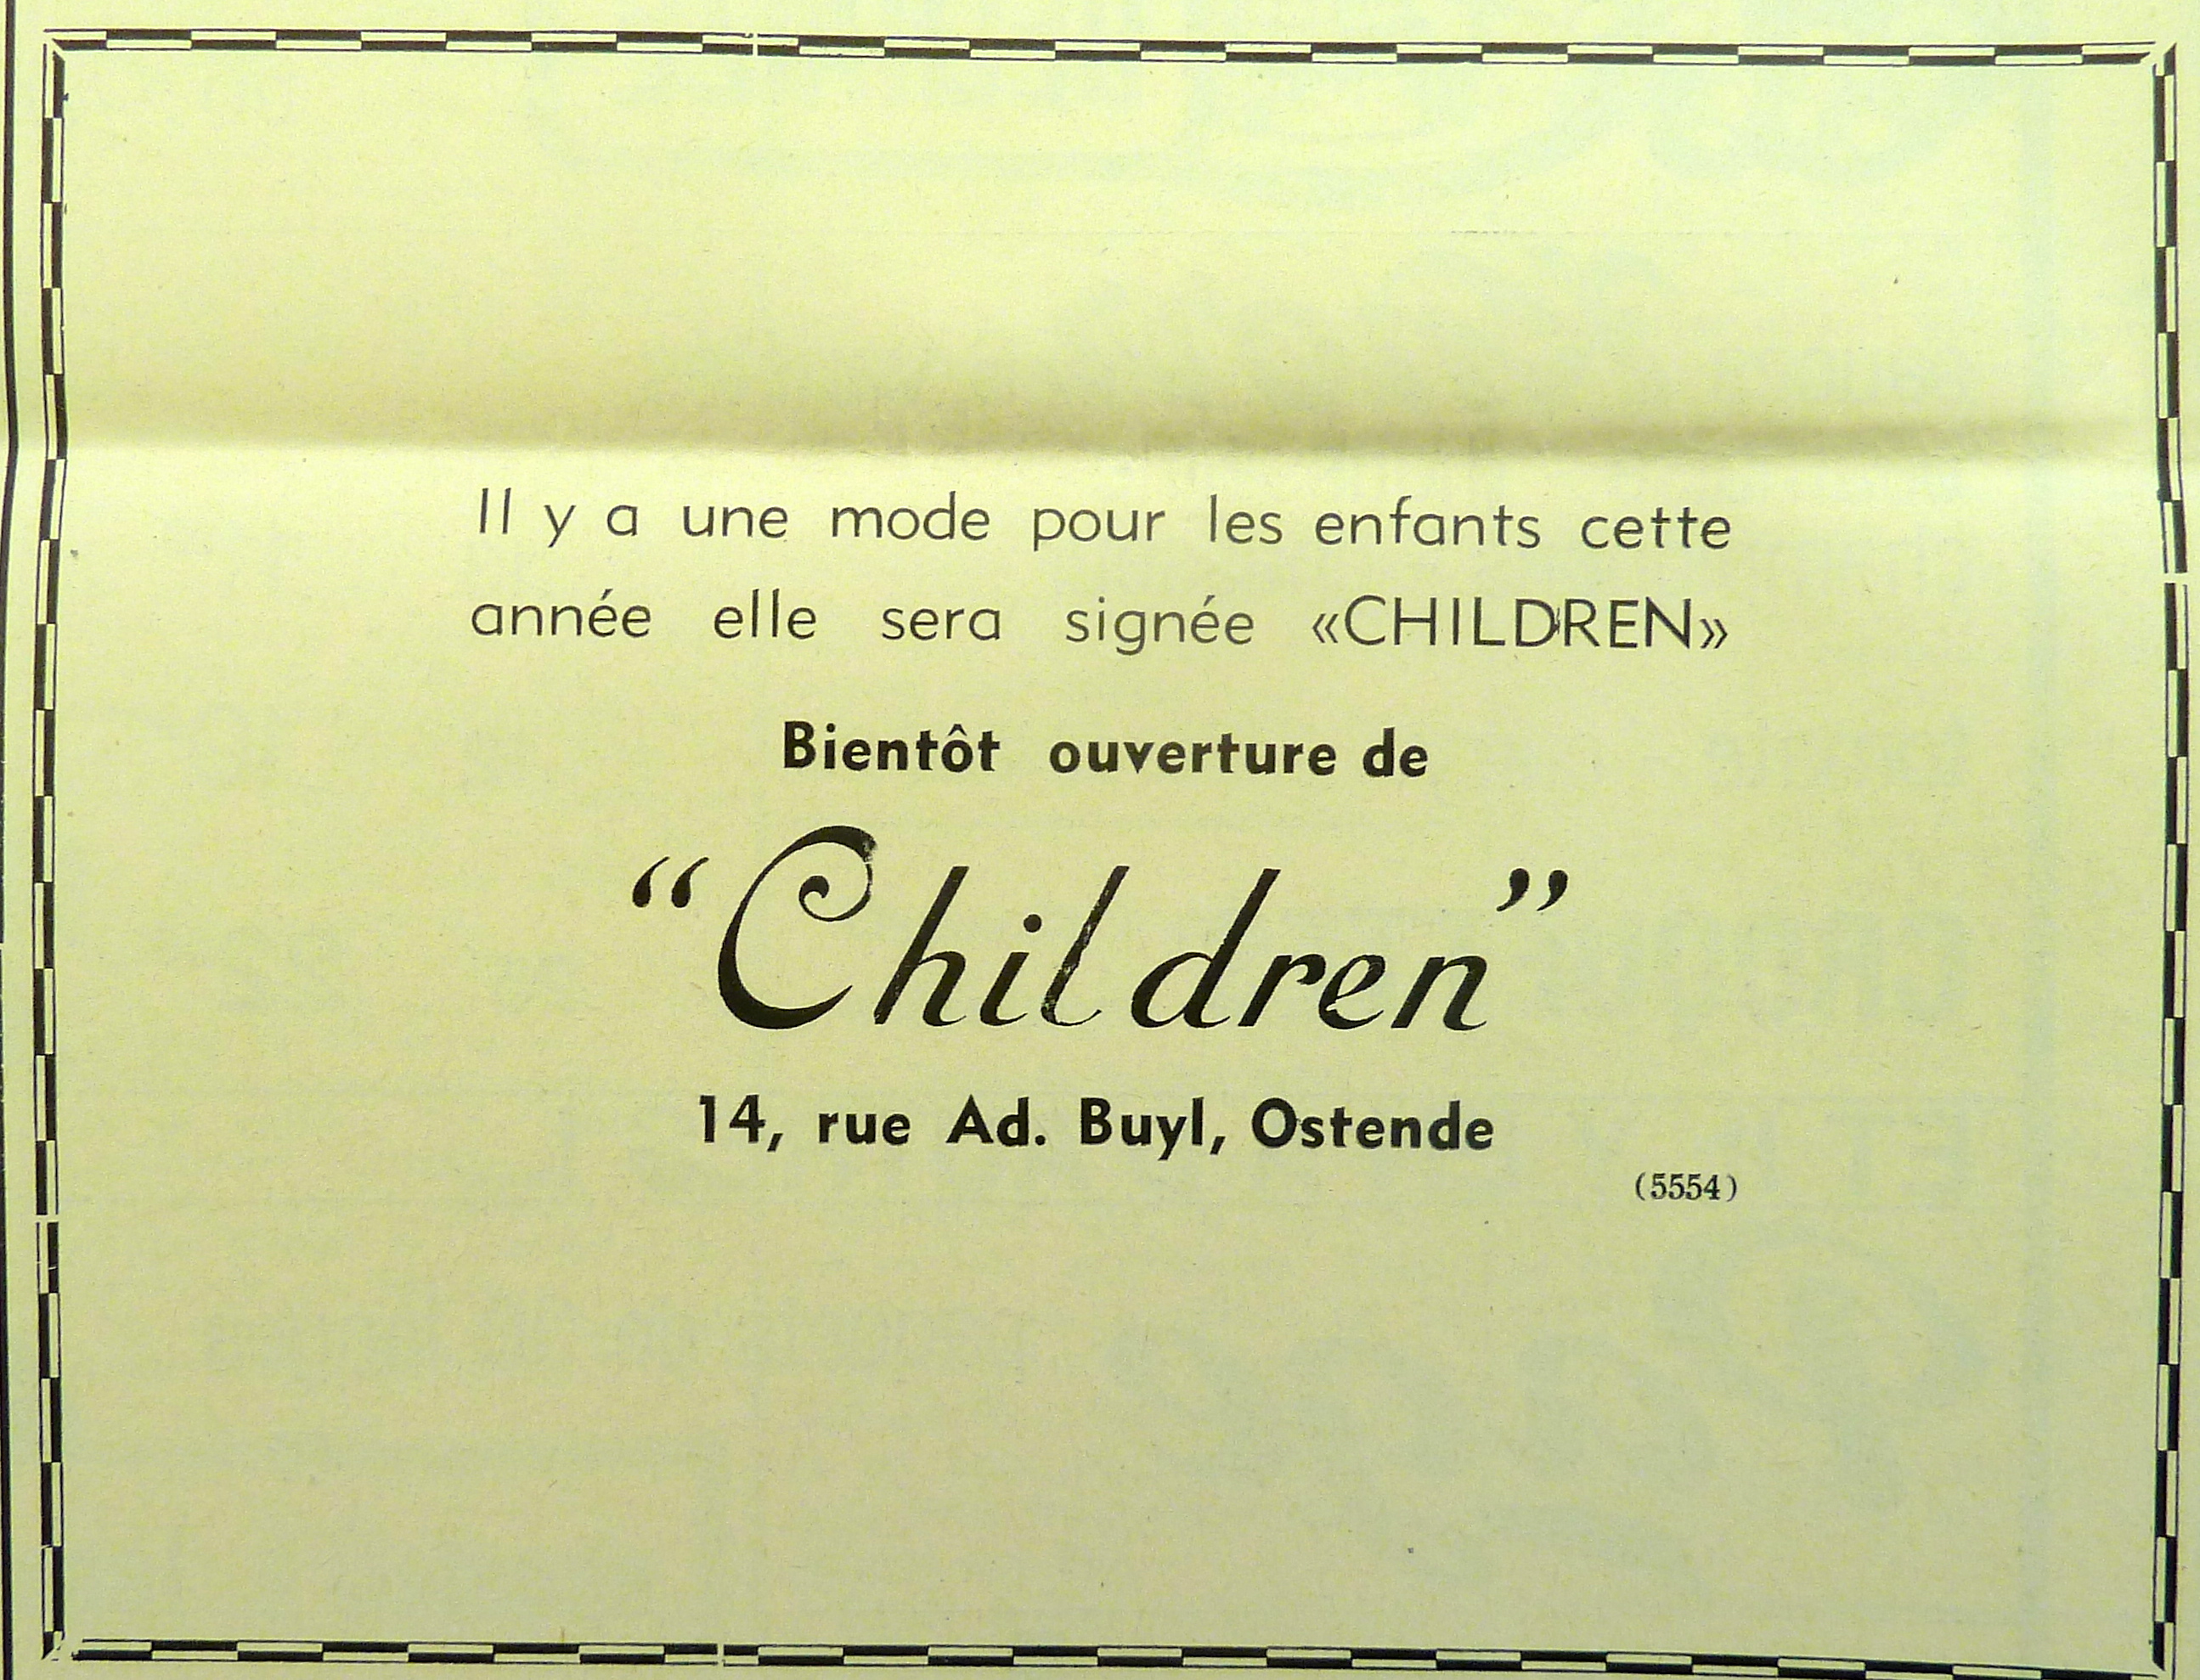 Il y a une mode pour les enfants cette
année elle sera signée «CHILDREN»
Bientôt ouverture de
“Children”
14, rue Ad. Buyl, Ostende
(5554)